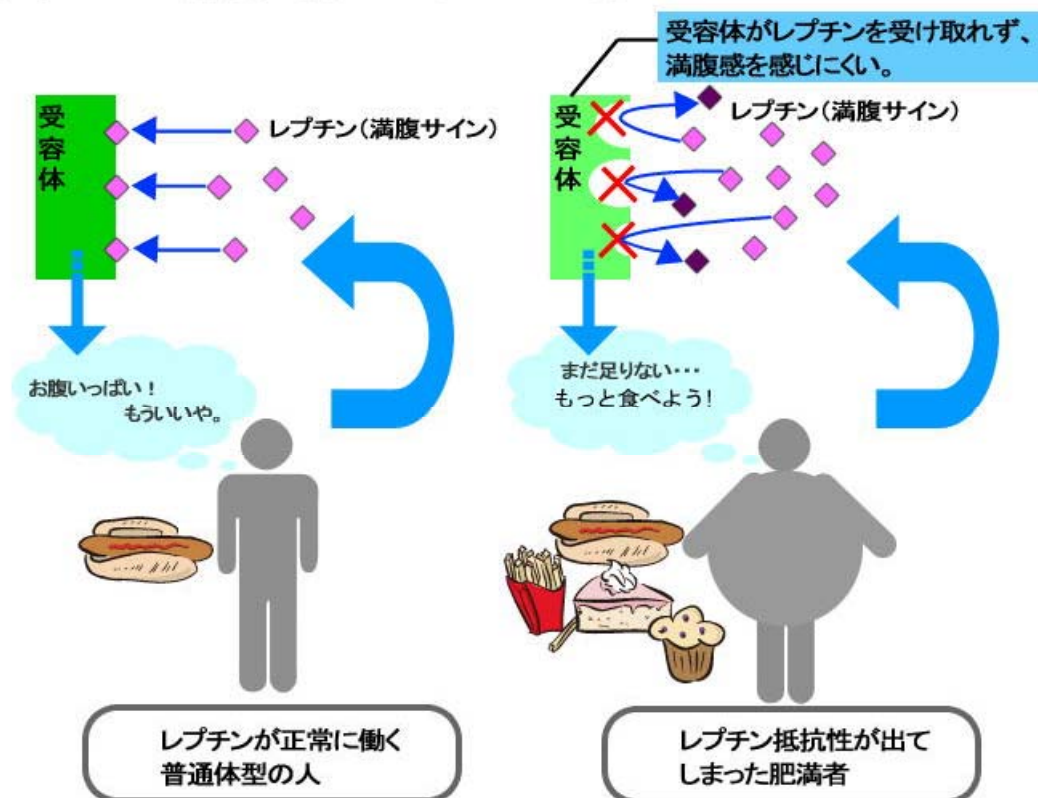 受容体がレプチンを受け取れず、
満腹感を感じにくい。
受容体
レプチン（満腹サイン）
お腹いっぱい！
もういいや。
レプチンが正常に働く
普通体型の人
受容体
レプチン（満腹サイン）
まだ足りない・・・
もっと食べよう！
レプチン抵抗性が出て
しまった肥満者